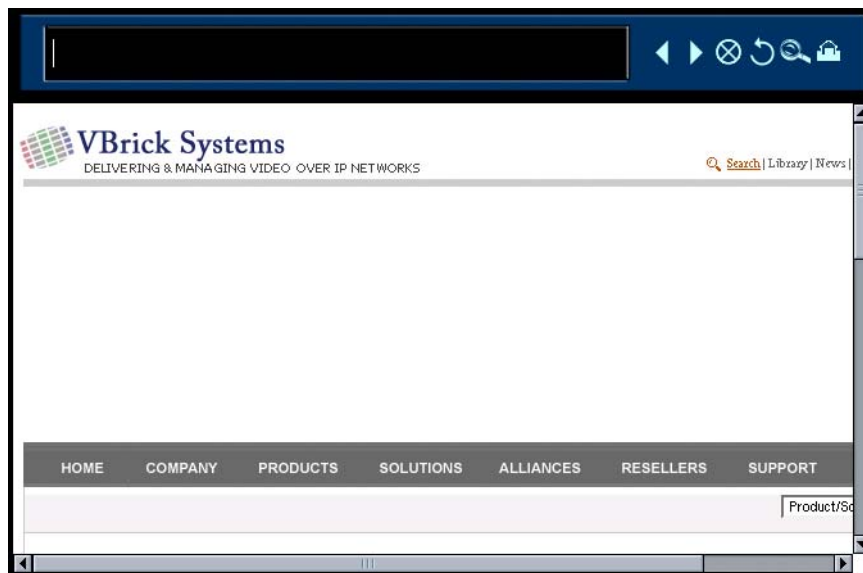 VBrick Systems
DELIVERING & MANAGING VIDEO OVER IP NETWORKS
Search | Library | News |
HOME COMPANY PRODUCTS SOLUTIONS ALLIANCES RESELLERS SUPPORT
Product/So